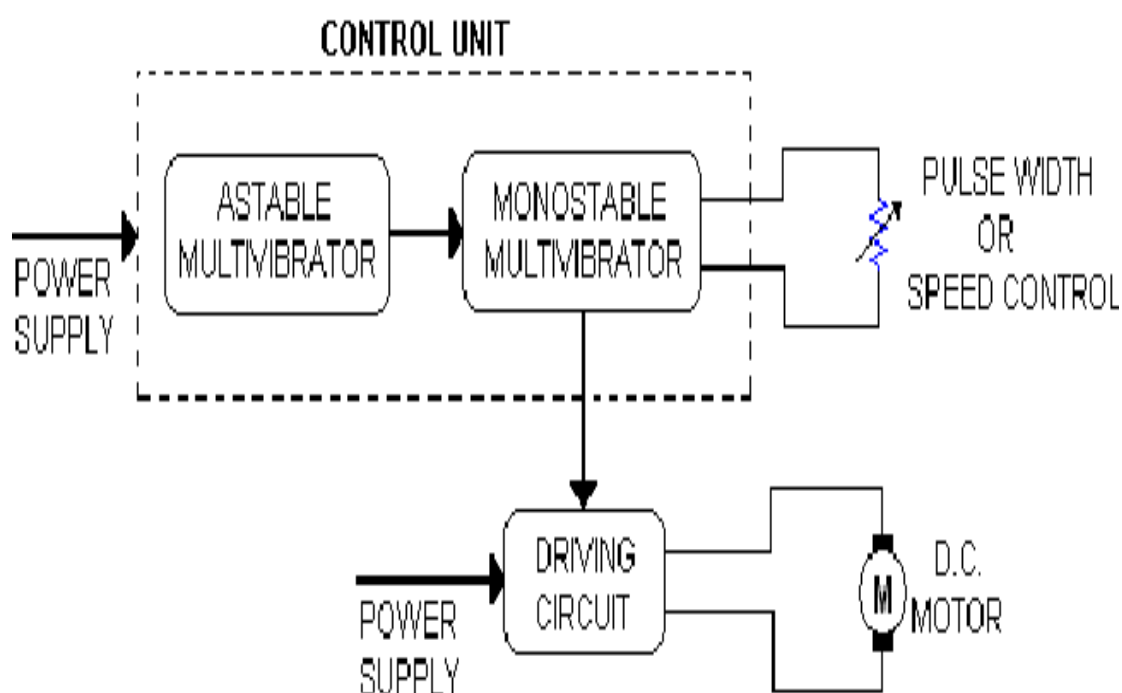 CONTROL UNIT
ASTABLE
MULTIVIBRATOR
MONOSTABLE
MULTIVIBRATOR
PULSE WIDTH
OR
SPEED CONTROL
POWER
SUPPLY
DRIVING
CIRCUIT
M
D.C.
MOTOR
POWER
SUPPLY